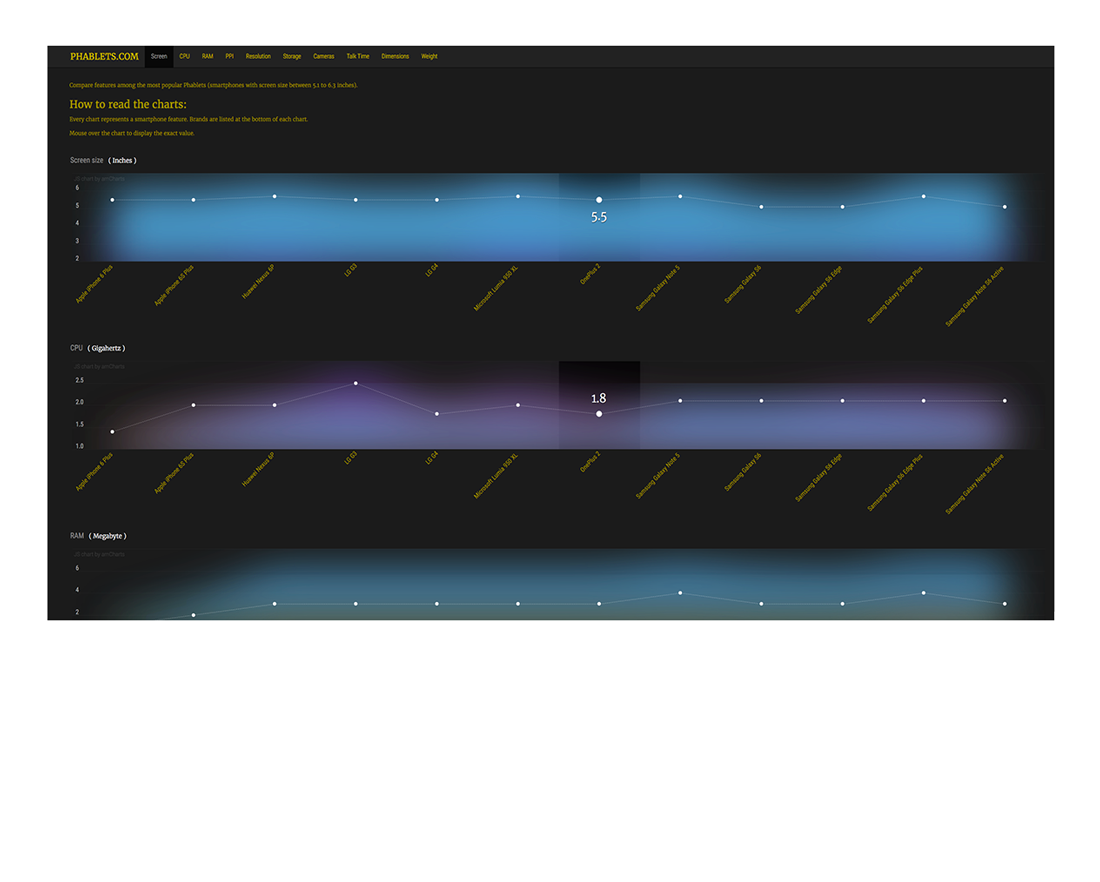 PHABLETS.COM Screen CPU RAM PPI Resolution Storage Cameras Talk Time Dimensions Weight
Compare features among the most popular Phablets (smartphones with screen size between 5.1 to 6.3 inches).
How to read the charts:
Every chart represents a smartphone feature. Brands are listed at the bottom of each chart.
Mouse over the chart to display the exact value.
Screen size ( Inches )
JS chart by amCharts
6
5
4
3
2
5.5
Apple iPhone 6 Plus
Apple iPhone 6S Plus
Huawei Nexus 6P
LG G3
LG G4
Microsoft Lumia 950 XL
OnePlus 2
Samsung Galaxy Note 5
Samsung Galaxy S6
Samsung Galaxy S6 Edge
Samsung Galaxy S6 Edge Plus
Samsung Galaxy Note S6 Active
CPU ( Gigahertz )
JS chart by amCharts
2.5
2.0
1.5
1.0
1.8
Apple iPhone 6 Plus
Apple iPhone 6S Plus
Huawei Nexus 6P
LG G3
LG G4
Microsoft Lumia 950 XL
OnePlus 2
Samsung Galaxy Note 5
Samsung Galaxy S6
Samsung Galaxy S6 Edge
Samsung Galaxy S6 Edge Plus
Samsung Galaxy Note S6 Active
RAM ( Megabyte )
JS chart by amCharts
6
4
2